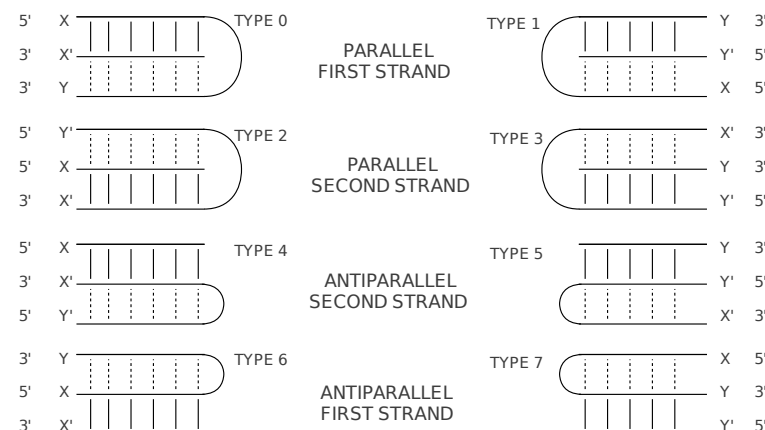 5' X TYPE 0 TYPE 1 Y 3'
3' X' PARALLEL Y' 5'
FIRST STRAND
3' Y X 5'
5' Y' TYPE 2 TYPE 3 X' 3'
5' X PARALLEL Y 3'
SECOND STRAND
3' X' Y' 5'
5' X TYPE 4 TYPE 5 Y 3'
3' X' ANTIPARALLEL Y' 5'
SECOND STRAND
5' Y' X' 3'
3' Y TYPE 6 TYPE 7 X 5'
5' X ANTIPARALLEL Y 3'
FIRST STRAND
3' X' Y' 5'